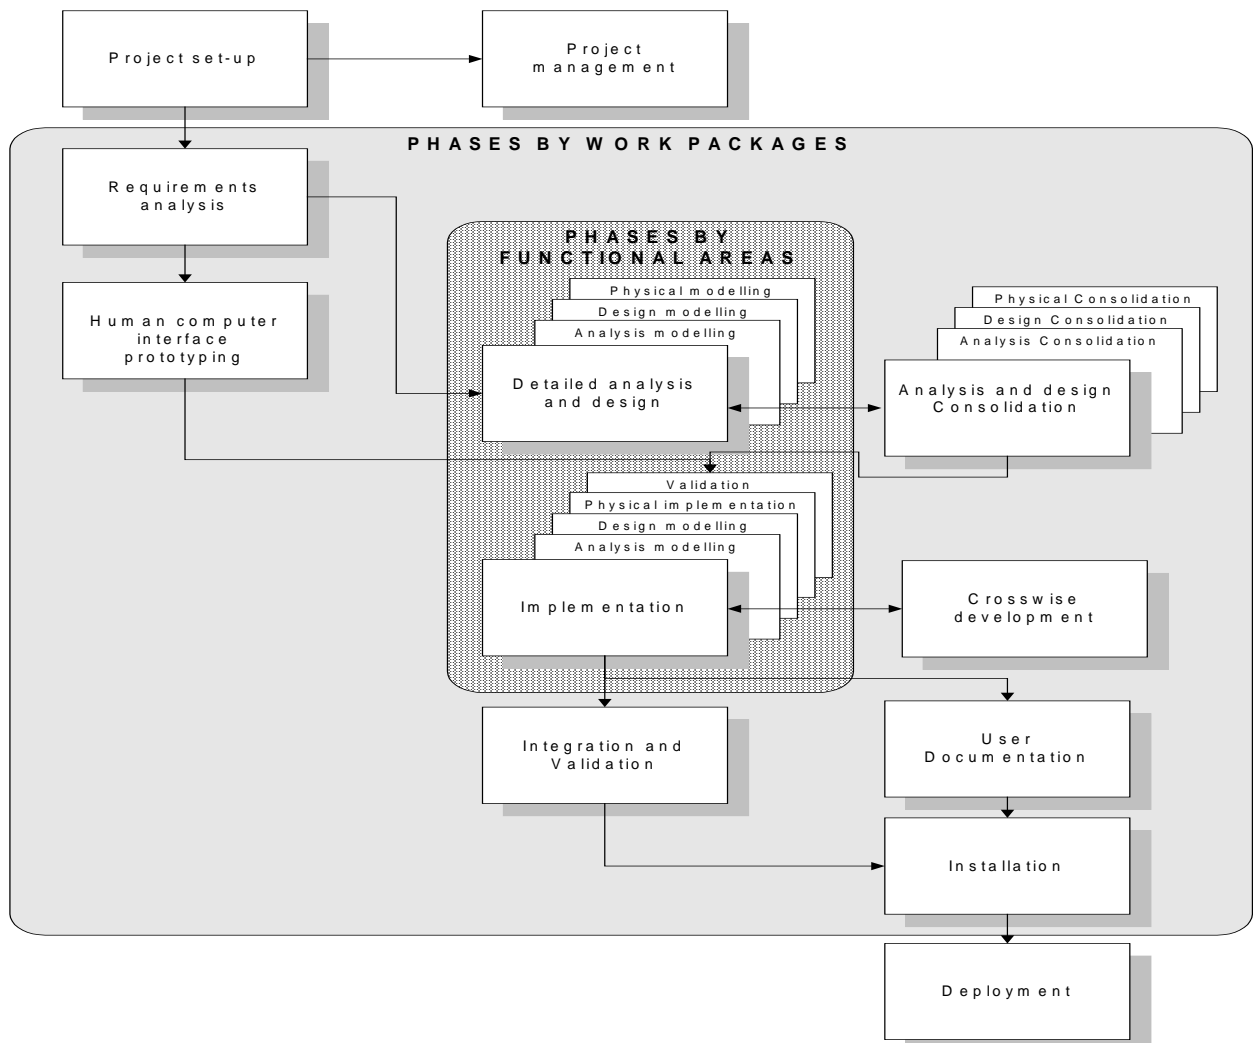 Project set-up
Project
management
PHASES BY WORK PACKAGES
Requirements
analysis
PHASES BY
FUNCTIONAL AREAS
Human computer
interface
prototyping
Physical modelling
Design modelling
Analysis modelling
Detailed analysis
and design
Physical Consolidation
Design Consolidation
Analysis Consolidation
Analysis and design
Consolidation
Validation
Physical implementation
Design modelling
Analysis modelling
Implementation
Crosswise
development
Integration and
Validation
User
Documentation
Installation
Deployment